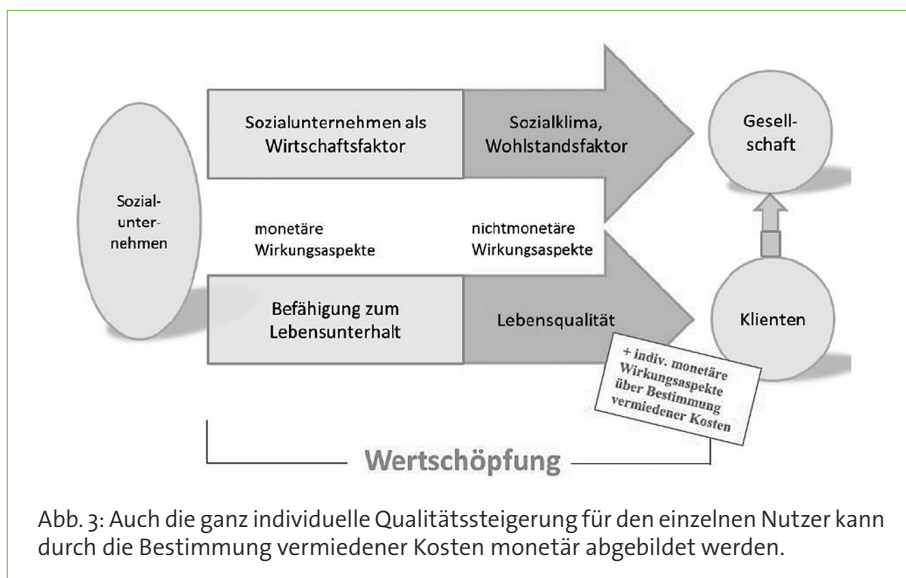 Sozialunternehmen als
Wirtschaftsfaktor
Sozialklima,
Wohlstandsfaktor
Gesell-
schaft
Sozial-
unter-
nehmen
monetäre
Wirkungsaspekte
nichtmonetäre
Wirkungsaspekte
Befähigung zum
Lebensunterhalt
Lebensqualität
Klienten
+ indiv. monetäre
Wirkungsaspekte
über Bestimmung
vermiedener Kosten
Wertschöpfung
Abb. 3: Auch die ganz individuelle Qualitätssteigerung für den einzelnen Nutzer kann
durch die Bestimmung vermiedener Kosten monetär abgebildet werden.